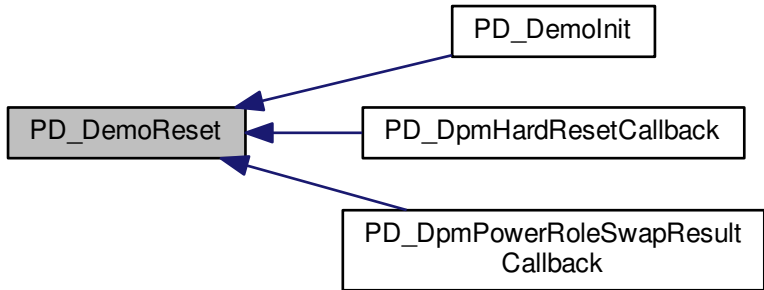 PD_DemoInit
PD_DemoReset
PD_DpmHardResetCallback
PD_DpmPowerRoleSwapResult
Callback